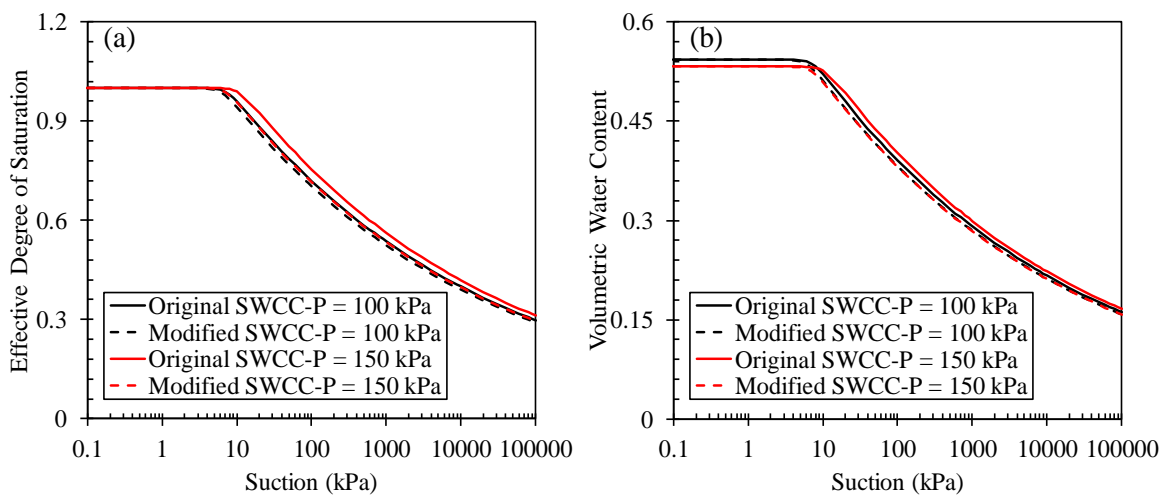 (a)
Effective Degree of Saturation
1.2
0.9
0.6
0.3
0
Original SWCC-P = 100 kPa
Modified SWCC-P = 100 kPa
Original SWCC-P = 150 kPa
Modified SWCC-P = 150 kPa
0.1 1 10 100 1000 10000 100000
Suction (kPa)
(b)
Volumetric Water Content
0.6
0.45
0.3
0.15
0
Original SWCC-P = 100 kPa
Modified SWCC-P = 100 kPa
Original SWCC-P = 150 kPa
Modified SWCC-P = 150 kPa
0.1 1 10 100 1000 10000 100000
Suction (kPa)